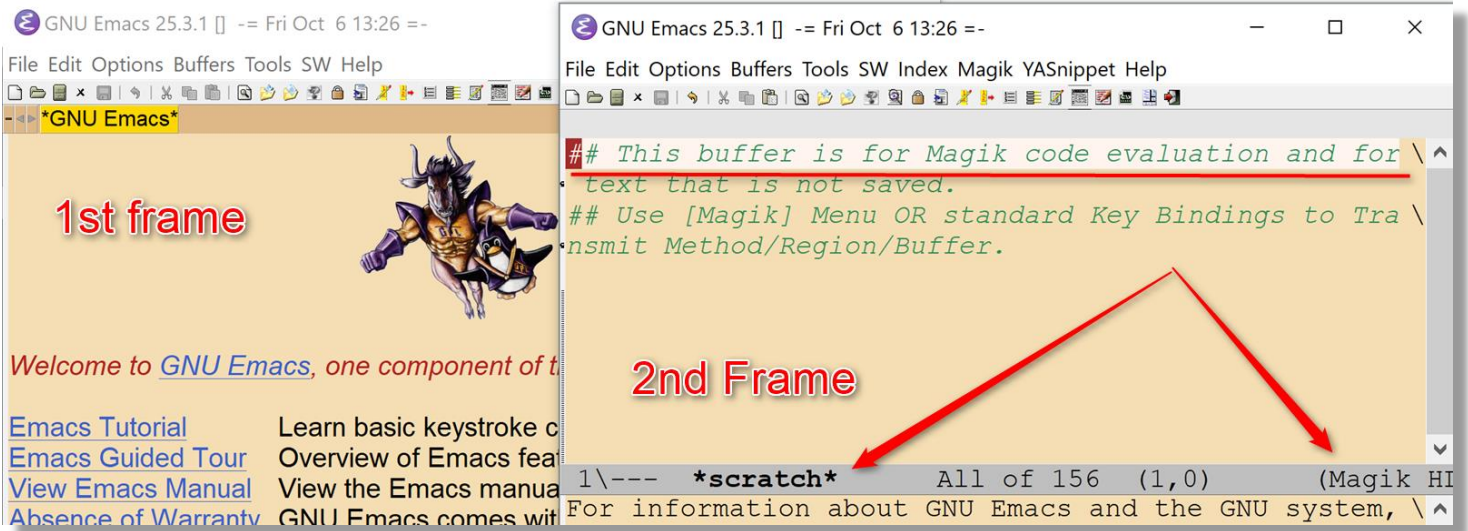 GNU Emacs 25.3.1 [] -= Fri Oct 6 13:26 =-
File Edit Options Buffers Tools SW Help
*GNU Emacs*
1st frame
Welcome to GNU Emacs, one component of t
Emacs Tutorial Learn basic keystroke c
Emacs Guided Tour Overview of Emacs feat
View Emacs Manual View the Emacs manua
Absence of Warranty GNU Emacs comes wit
GNU Emacs 25.3.1 [] -= Fri Oct 6 13:26 =-
File Edit Options Buffers Tools SW Index Magik YASnippet Help
## This buffer is for Magik code evaluation and for \
text that is not saved.
## Use [Magik] Menu OR standard Key Bindings to Tra \
nsmit Method/Region/Buffer.
2nd Frame
1\--- *scratch* All of 156 (1,0) (Magik HI
For information about GNU Emacs and the GNU system, \